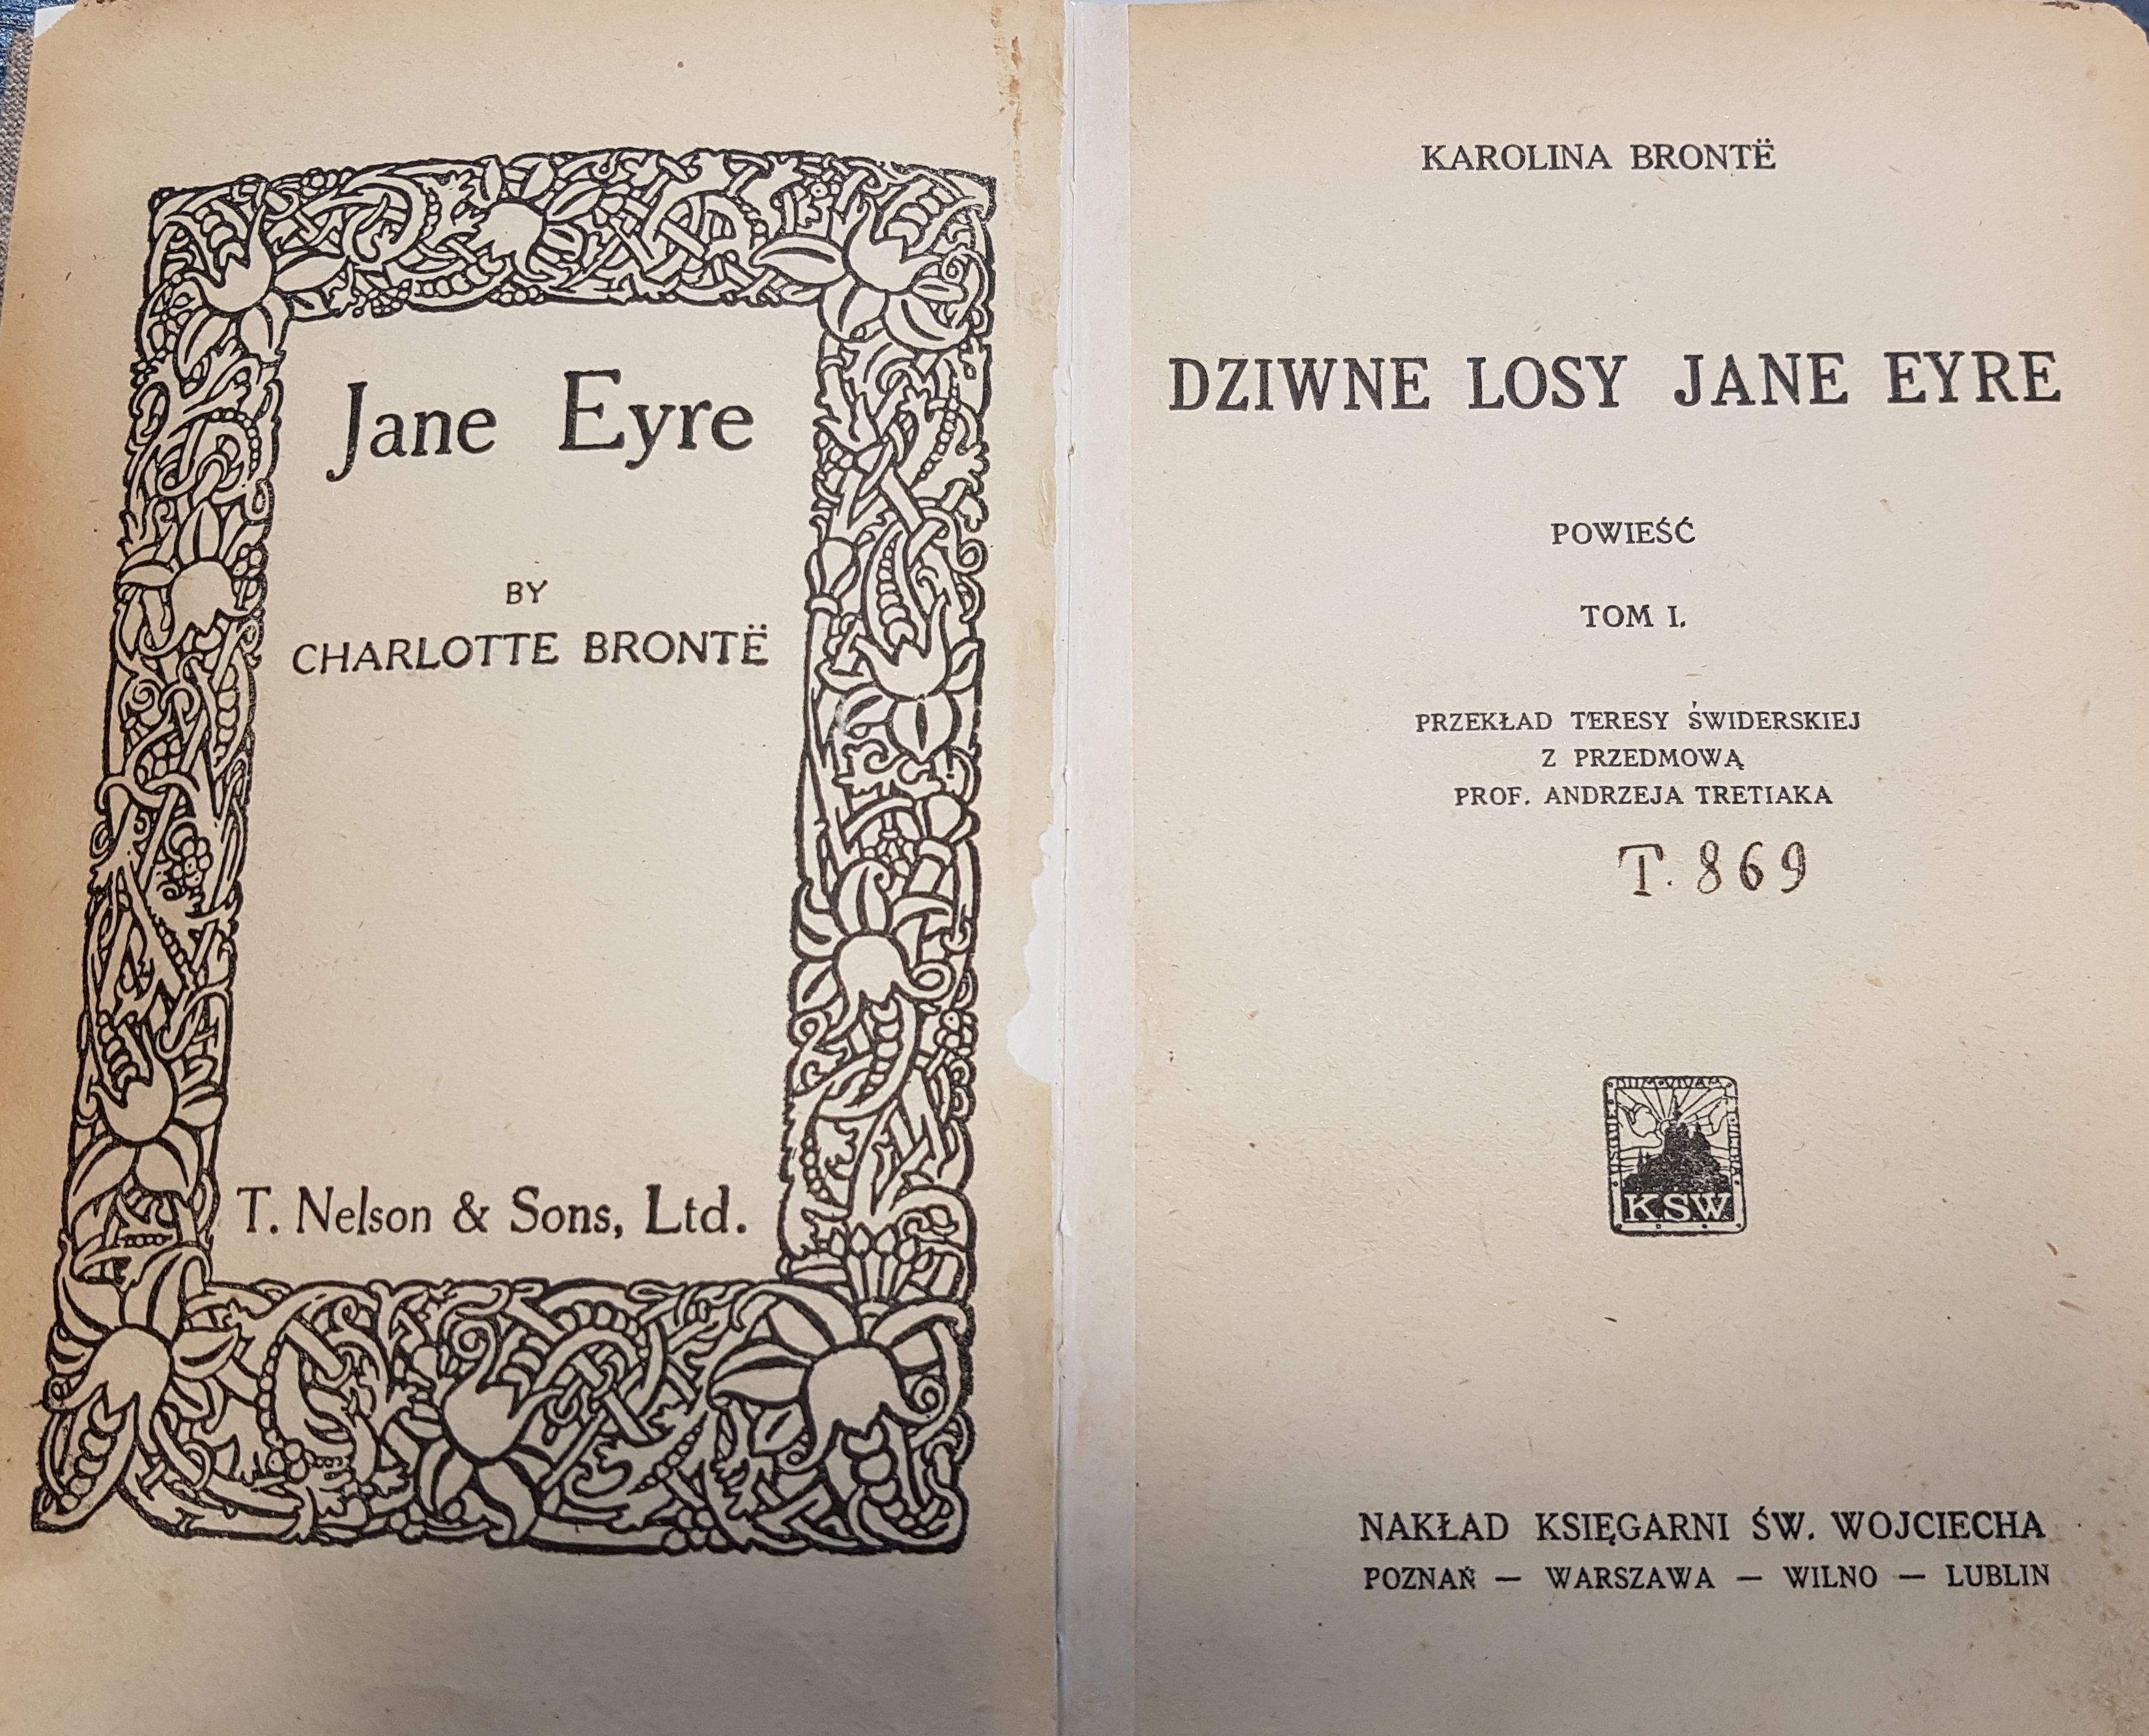 Jane Eyre
BY
CHARLOTTE BRONTË
T. Nelson & Sons, Ltd.
KAROLINA BRONTË
DZIWNE LOSY JANE EYRE
POWIEŚĆ
TOM I.
PRZEKŁAD TERESY ŚWIDERSKIEJ
Z PRZEDMOWĄ
PROF. ANDRZEJA TRETIAKA
T. 869
KSW
NAKŁAD KSIĘGARNI ŚW. WOJCIECHA
POZNAŃ — WARSZAWA — WILNO — LUBLIN